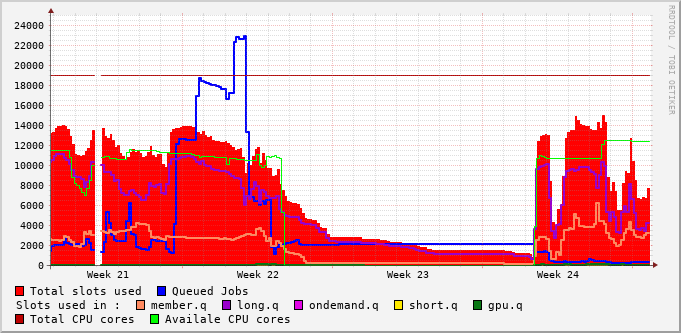 24000
22000
20000
18000
16000
14000
12000
10000
8000
6000
4000
2000
0
Week 21 Week 22 Week 23 Week 24
RRDTOOL / TOBI OETIKER
Total slots used Queued Jobs
Slots used in : member.q long.q ondemand.q short.q gpu.q
Total CPU cores Availale CPU cores